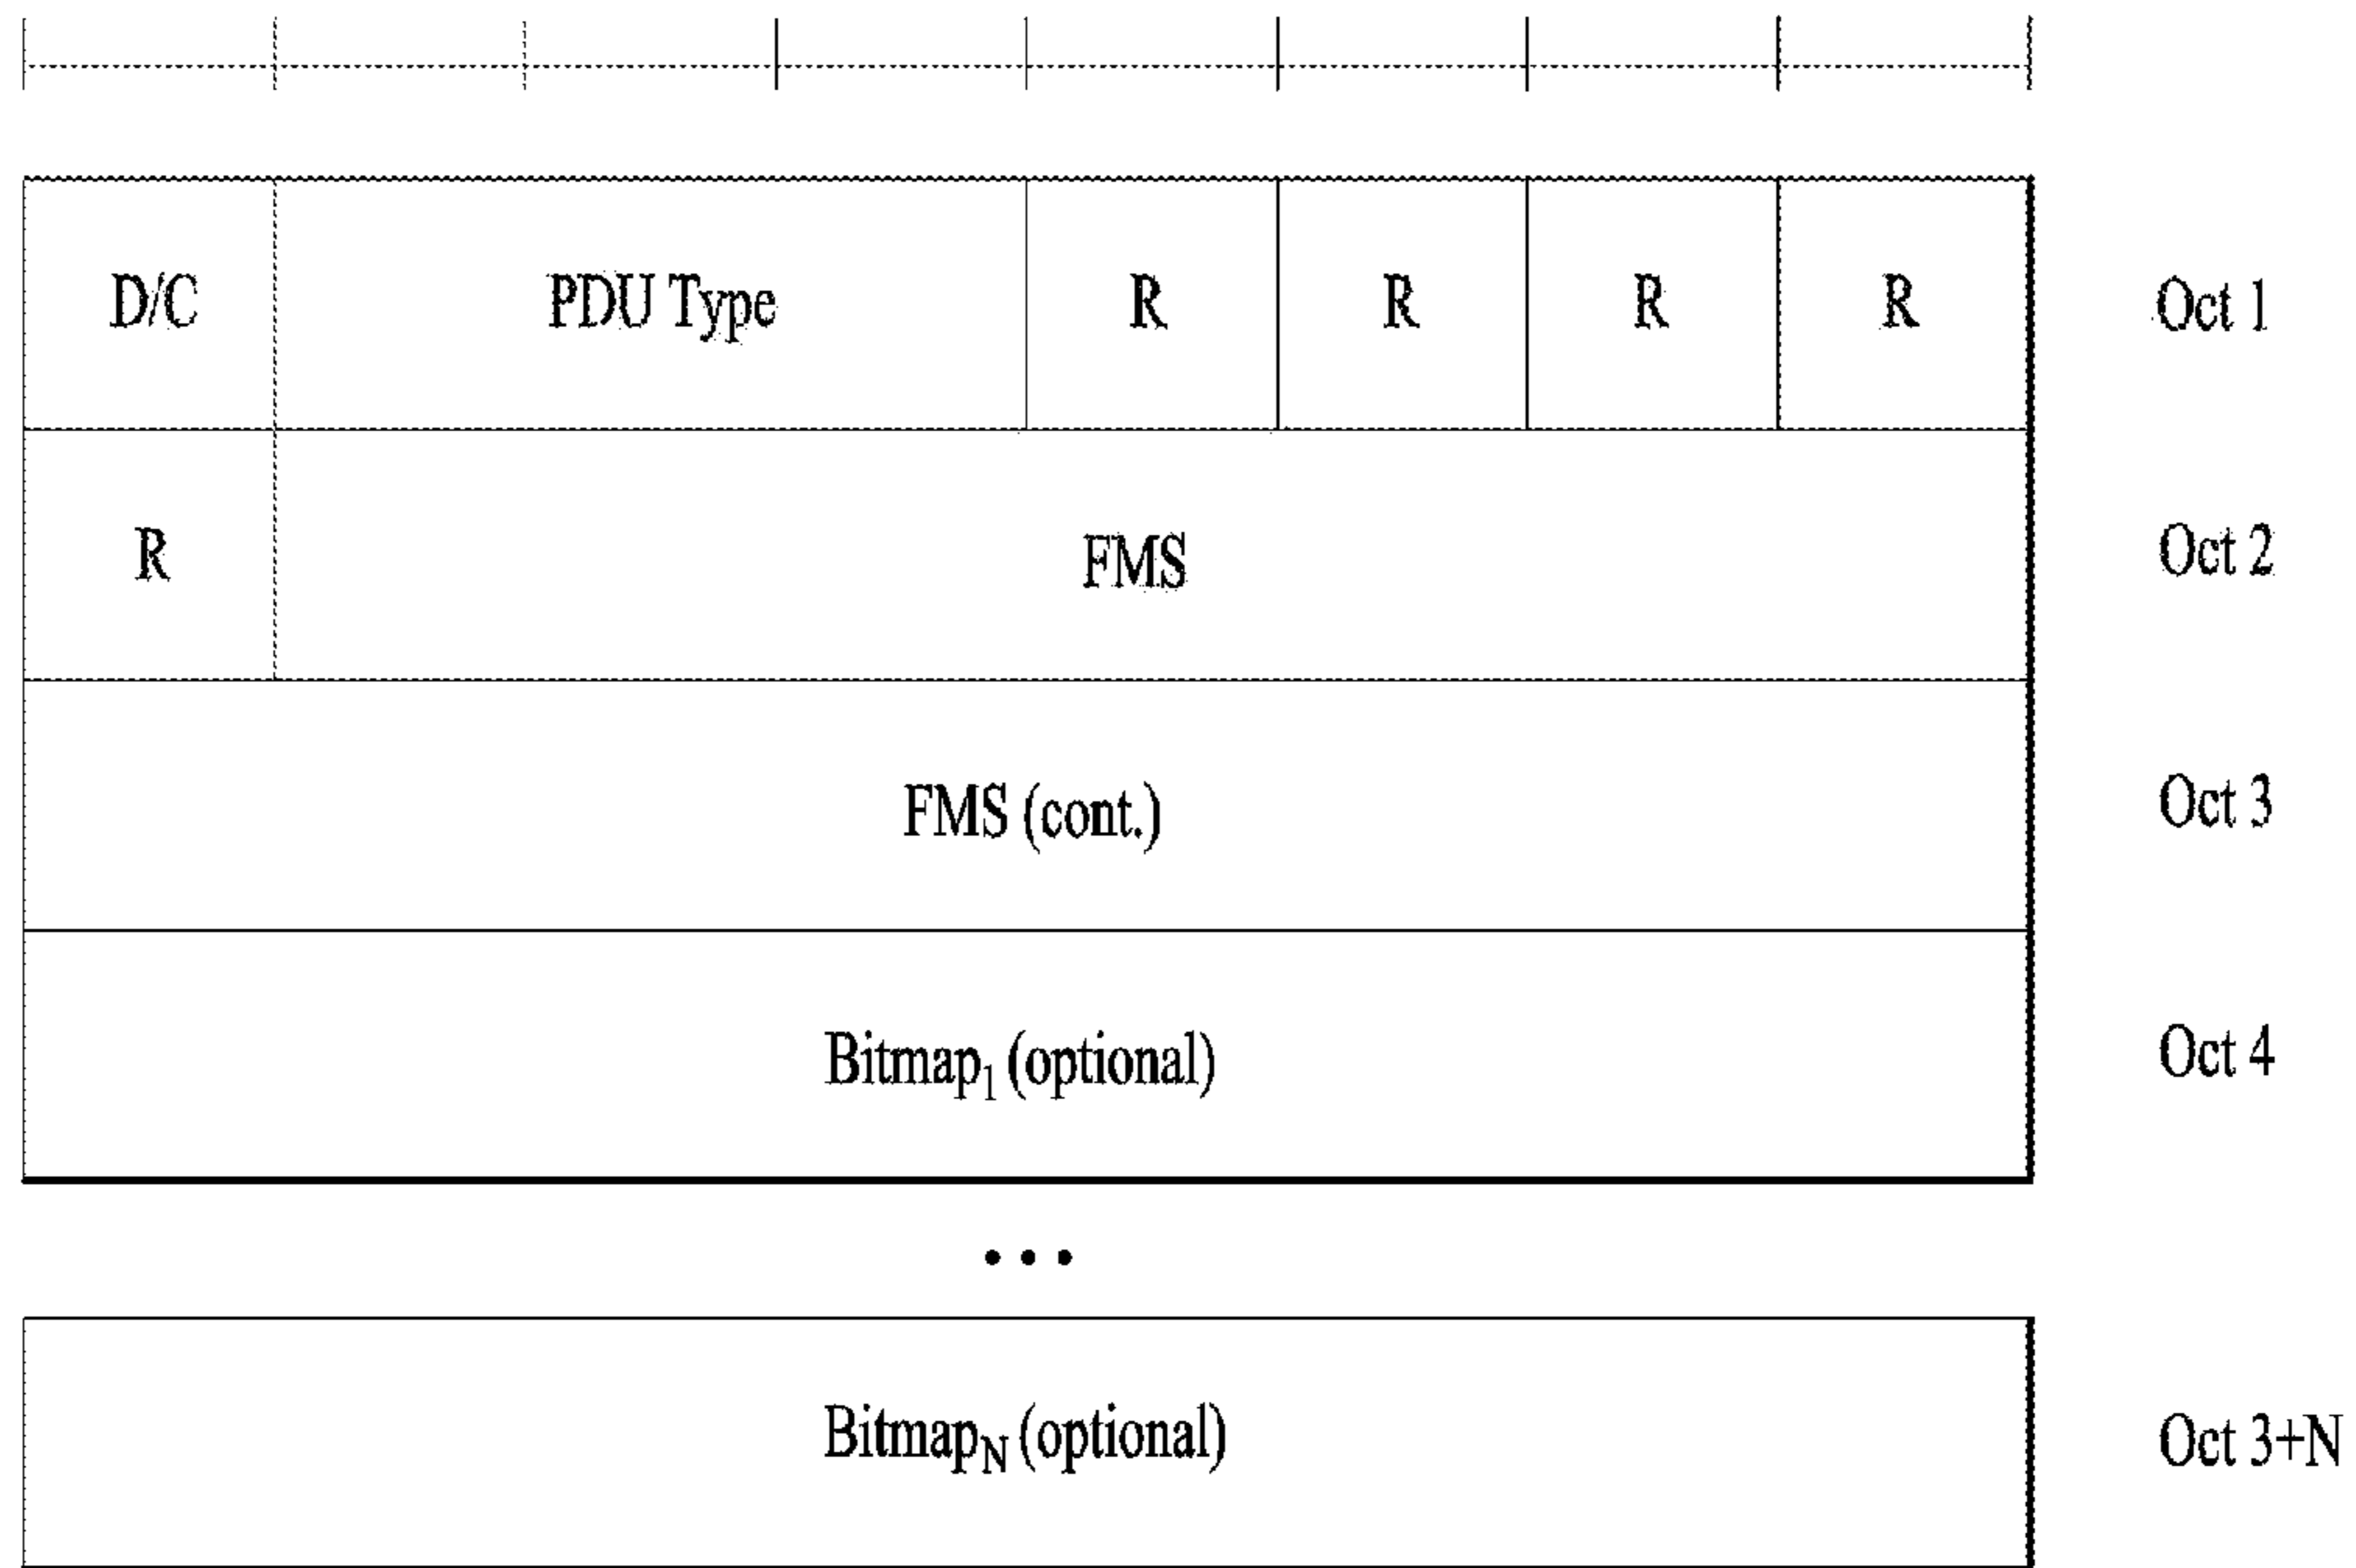 D/C PDU Type R R R R Oct 1
R FMS Oct 2
FMS (cont.) Oct 3
Bitmap1 (optional) Oct 4
• • •
BitmapN (optional) Oct 3+N